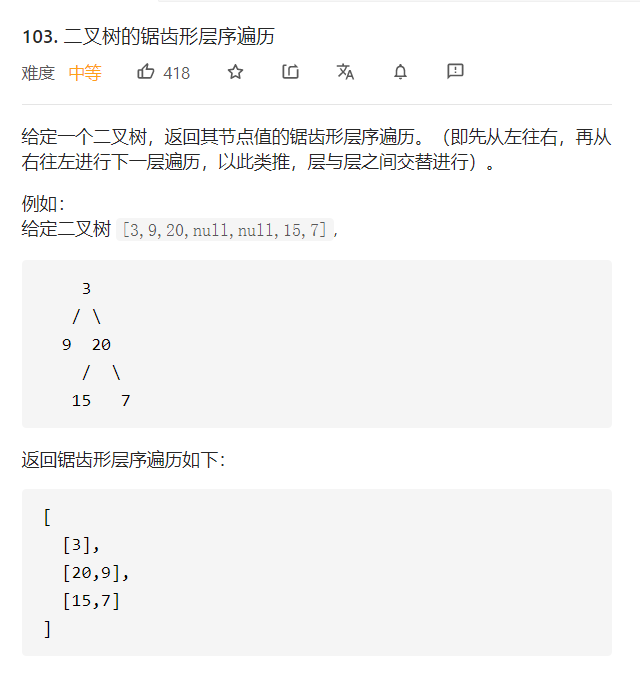 103. 二叉树的锯齿形层序遍历
难度 中等 418
给定一个二叉树，返回其节点值的锯齿形层序遍历。（即先从左往右，再从
右往左进行下一层遍历，以此类推，层与层之间交替进行）。
例如：
给定二叉树 [3,9,20,null,null,15,7],
3
/ \
9 20
/ \
15 7
返回锯齿形层序遍历如下：
[
[3],
[20,9],
[15,7]
]